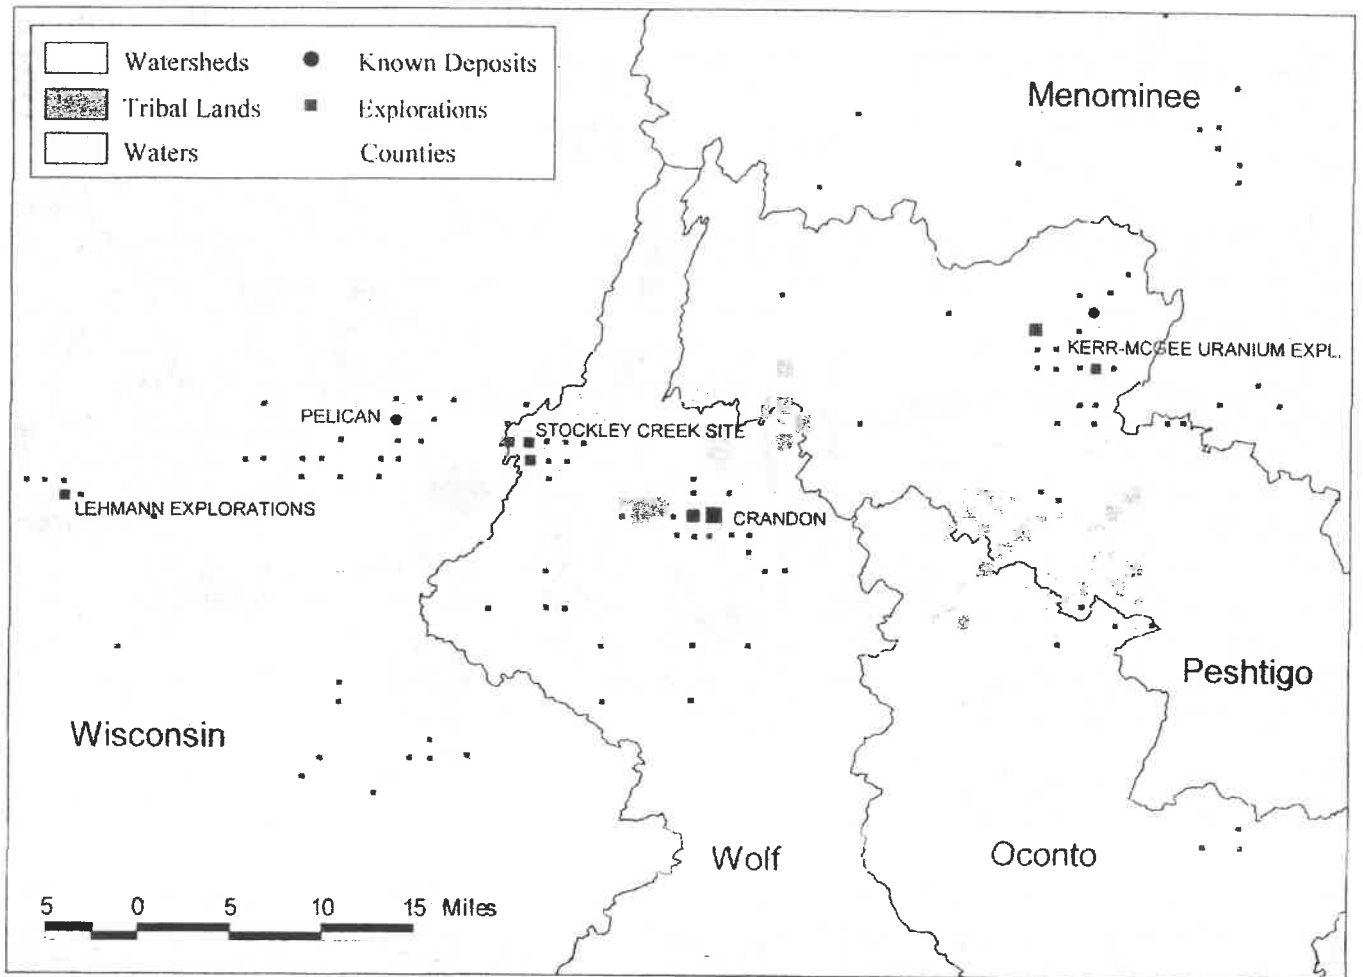 Watersheds
Known Deposits
Tribal Lands
Explorations
Waters
Counties
Menominee
KERR-MCGEE URANIUM EXPL.
PELICAN
STOCKLEY CREEK SITE
LEHMANN EXPLORATIONS
CRANDON
Peshtigo
Wisconsin
Wolf
Oconto
5 0 5 10 15 Miles